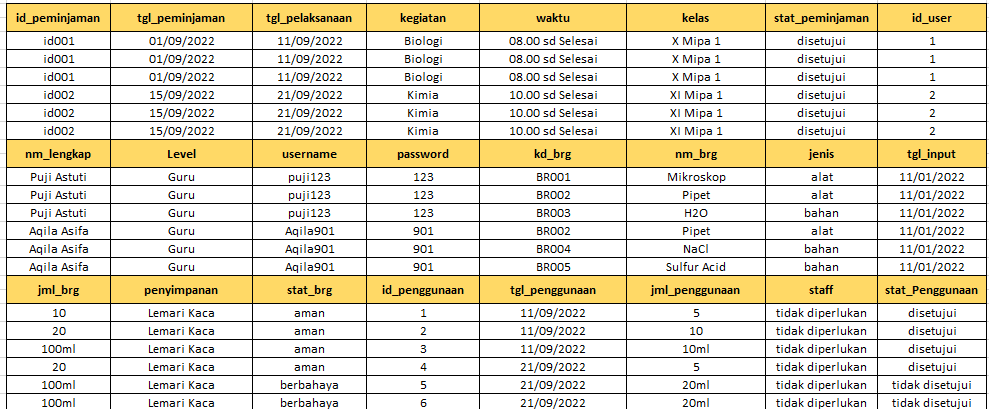 id_peminjaman tgl_peminjaman tgl_pelaksanaan kegiatan waktu kelas stat_peminjaman id_user
id001 01/09/2022 11/09/2022 Biologi 08.00 sd Selesai X Mipa 1 disetujui 1
id001 01/09/2022 11/09/2022 Biologi 08.00 sd Selesai X Mipa 1 disetujui 1
id001 01/09/2022 11/09/2022 Biologi 08.00 sd Selesai X Mipa 1 disetujui 1
id002 15/09/2022 21/09/2022 Kimia 10.00 sd Selesai XI Mipa 1 disetujui 2
id002 15/09/2022 21/09/2022 Kimia 10.00 sd Selesai XI Mipa 1 disetujui 2
id002 15/09/2022 21/09/2022 Kimia 10.00 sd Selesai XI Mipa 1 disetujui 2
nm_lengkap Level username password kd_brg nm_brg jenis tgl_input
Puji Astuti Guru puji123 123 BR001 Mikroskop alat 11/01/2022
Puji Astuti Guru puji123 123 BR002 Pipet alat 11/01/2022
Puji Astuti Guru puji123 123 BR003 H2O bahan 11/01/2022
Aqila Asifa Guru Aqila901 901 BR002 Pipet alat 11/01/2022
Aqila Asifa Guru Aqila901 901 BR004 NaCl bahan 11/01/2022
Aqila Asifa Guru Aqila901 901 BR005 Sulfur Acid bahan 11/01/2022
jml_brg penyimpanan stat_brg id_penggunaan tgl_penggunaan jml_penggunaan staff stat_Penggunaan
10 Lemari Kaca aman 1 11/09/2022 5 tidak diperlukan disetujui
20 Lemari Kaca aman 2 11/09/2022 10 tidak diperlukan disetujui
100ml Lemari Kaca aman 3 11/09/2022 10ml tidak diperlukan disetujui
20 Lemari Kaca aman 4 21/09/2022 5 tidak diperlukan disetujui
100ml Lemari Kaca berbahaya 5 21/09/2022 20ml tidak diperlukan tidak disetujui
100ml Lemari Kaca berbahaya 6 21/09/2022 20ml tidak diperlukan tidak disetujui